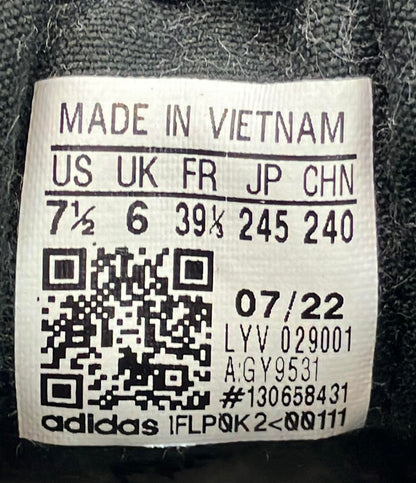 MADE IN VIETNAM
US UK FR JP CHN
7½ 6 39⅓ 245 240
07/22
LYV 029001
A:GY9531
#130658431
adidas 1FLP0K2<00111